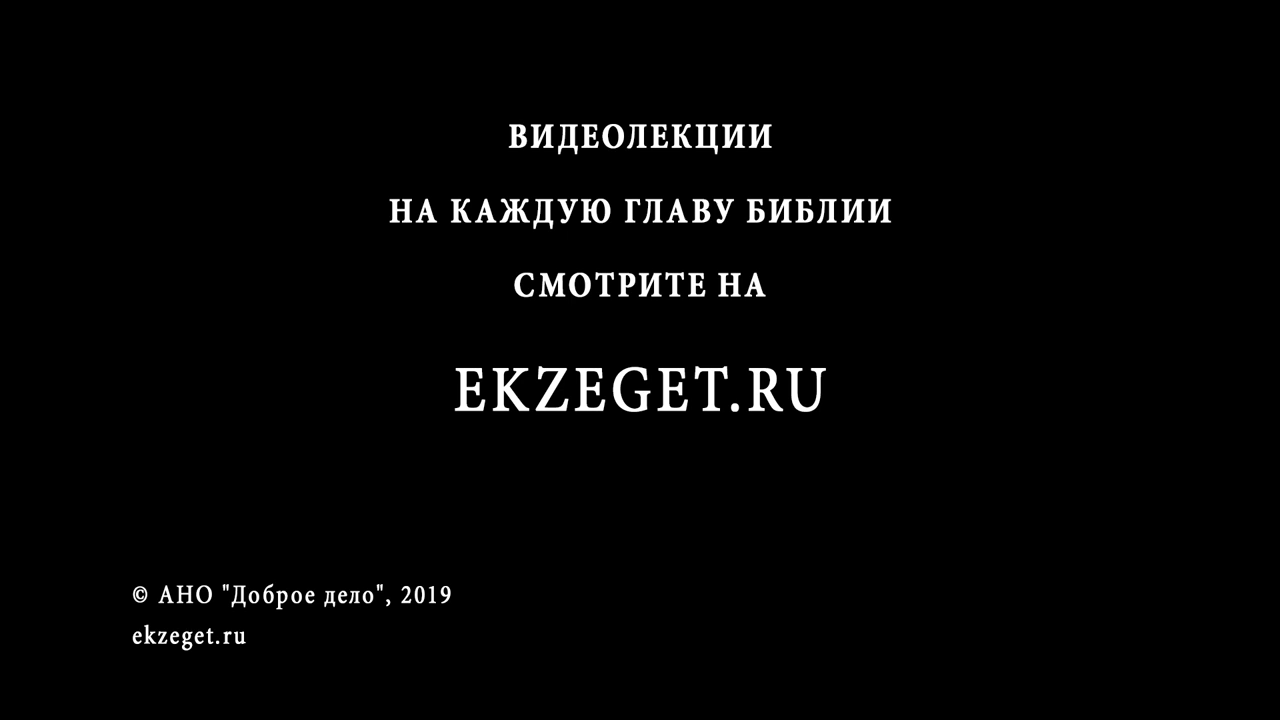 ВИДЕОЛЕКЦИИ
НА КАЖДУЮ ГЛАВУ БИБЛИИ
СМОТРИТЕ НА
EKZEGET.RU
© АНО "Доброе дело", 2019
ekzeget.ru